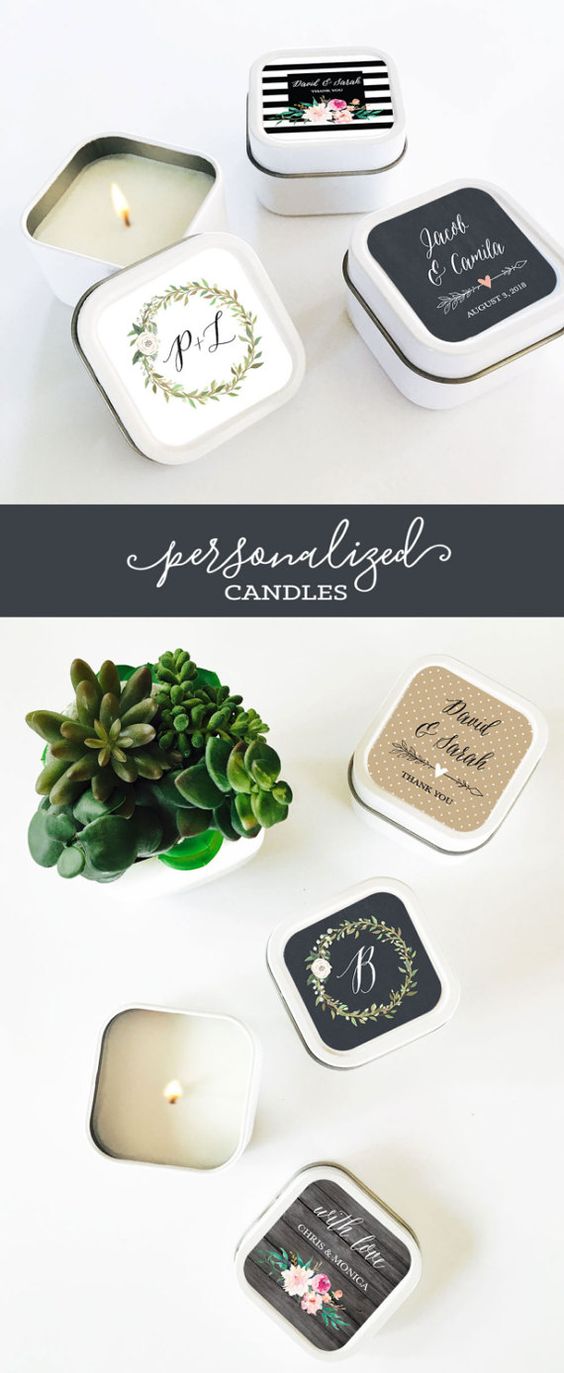 David & Sarah
THANK YOU
Jacob
& Camila
AUGUST 3, 2018
P+L
personalized
CANDLES
David
& Sarah
THANK YOU
B
with love
CHRIS & MONICA